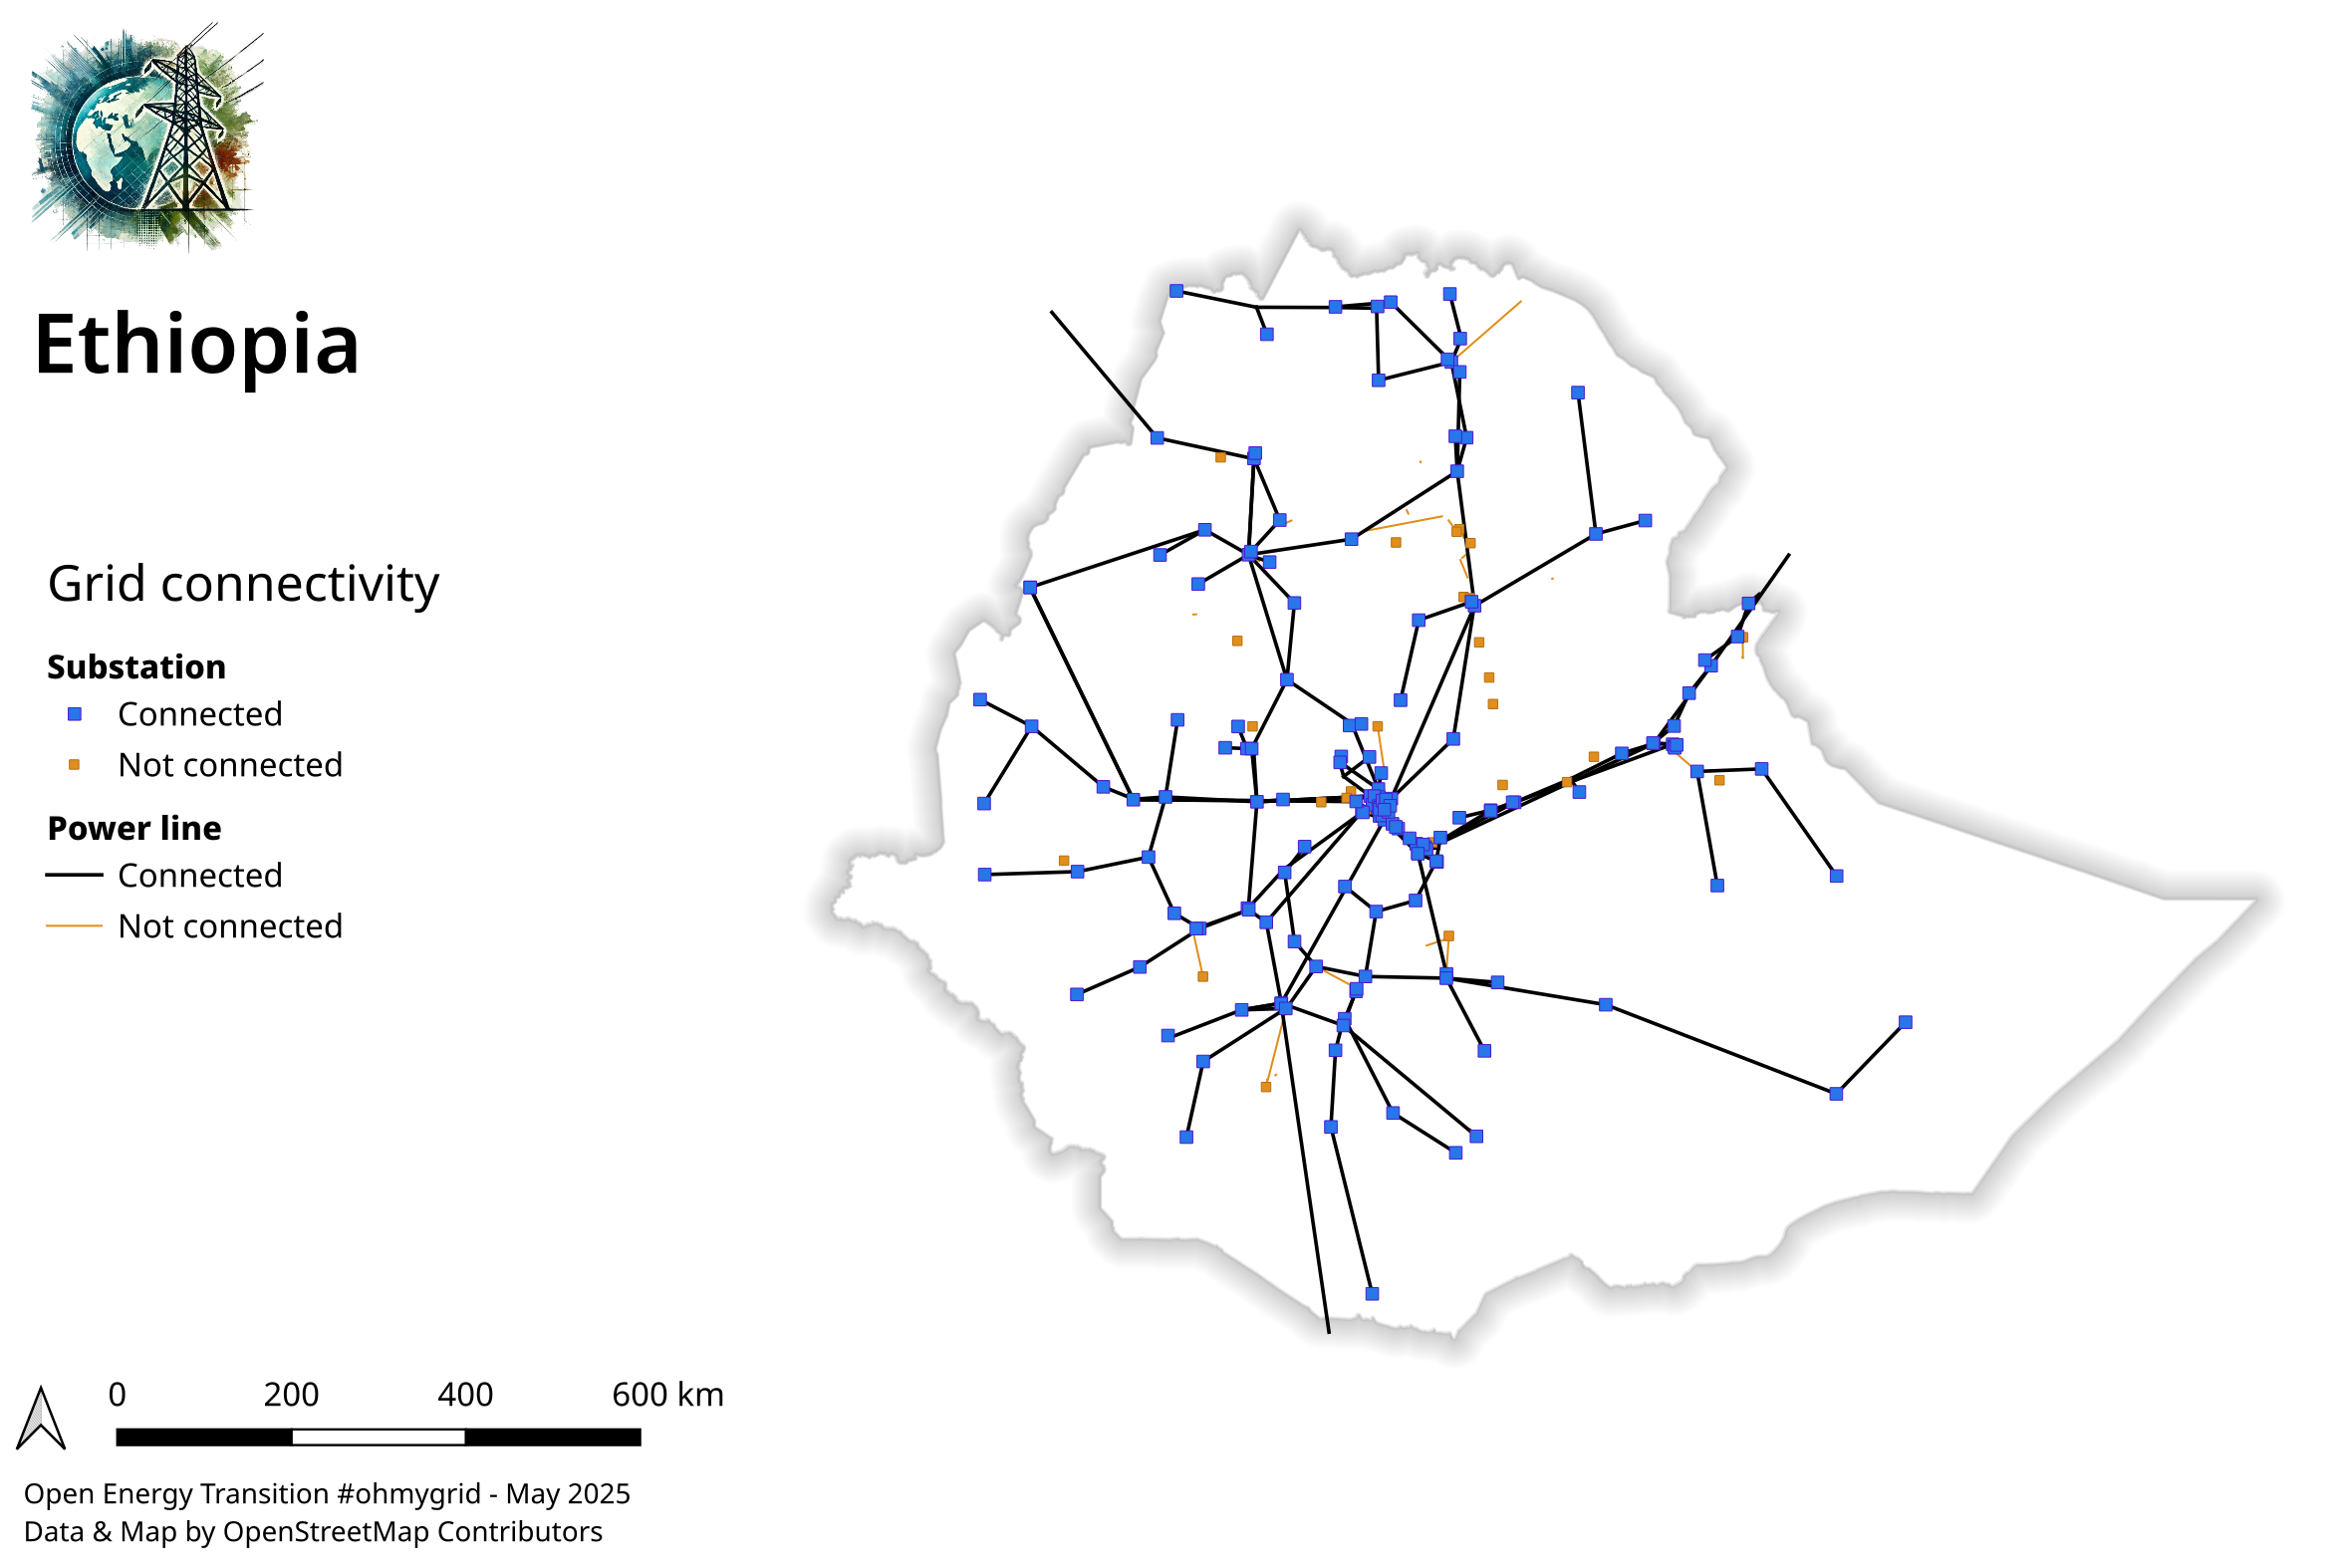 Ethiopia
Grid connectivity
Substation
Connected
Not connected
Power line
Connected
Not connected
0 200 400 600 km
Open Energy Transition #ohmygrid - May 2025
Data & Map by OpenStreetMap Contributors